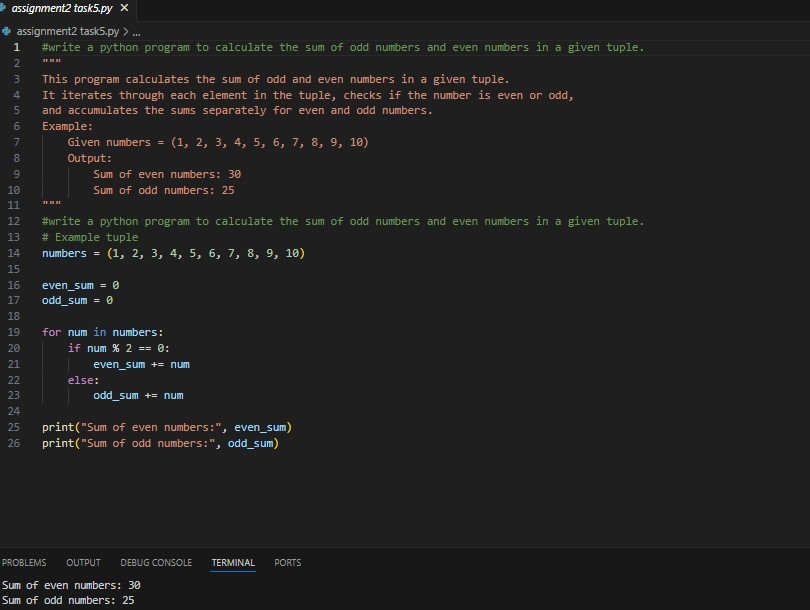 assignment2 task5.py ×
assignment2 task5.py > ...
1 #write a python program to calculate the sum of odd numbers and even numbers in a given tuple.
2 """
3 This program calculates the sum of odd and even numbers in a given tuple.
4 It iterates through each element in the tuple, checks if the number is even or odd,
5 and accumulates the sums separately for even and odd numbers.
6 Example:
7     Given numbers = (1, 2, 3, 4, 5, 6, 7, 8, 9, 10)
8     Output:
9         Sum of even numbers: 30
10         Sum of odd numbers: 25
11 """
12 #write a python program to calculate the sum of odd numbers and even numbers in a given tuple.
13 # Example tuple
14 numbers = (1, 2, 3, 4, 5, 6, 7, 8, 9, 10)
15
16 even_sum = 0
17 odd_sum = 0
18
19 for num in numbers:
20     if num % 2 == 0:
21         even_sum += num
22     else:
23         odd_sum += num
24
25 print("Sum of even numbers:", even_sum)
26 print("Sum of odd numbers:", odd_sum)
PROBLEMS OUTPUT DEBUG CONSOLE TERMINAL PORTS
Sum of even numbers: 30
Sum of odd numbers: 25